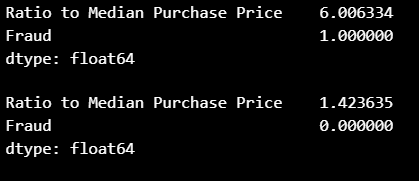 Ratio to Median Purchase Price    6.006334
Fraud                             1.000000
dtype: float64
Ratio to Median Purchase Price    1.423635
Fraud                             0.000000
dtype: float64